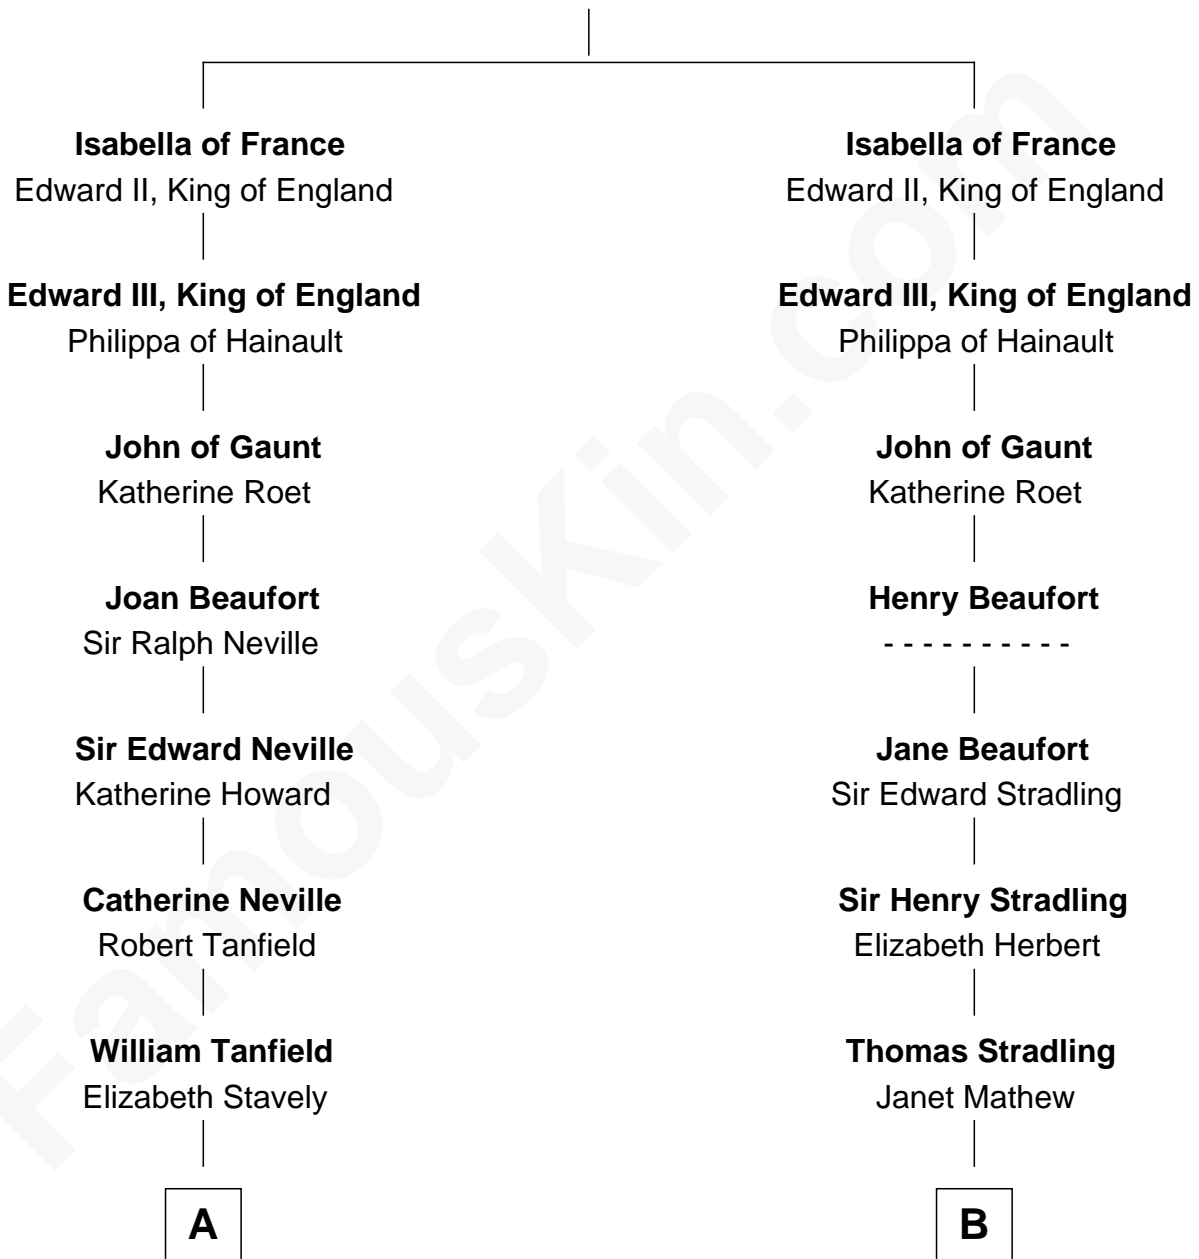 Isabella of France
Edward II, King of England
Edward III, King of England
Philippa of Hainault
John of Gaunt
Katherine Roet
Joan Beaufort
Sir Ralph Neville
Sir Edward Neville
Katherine Howard
Catherine Neville
Robert Tanfield
William Tanfield
Elizabeth Stavely
A
Isabella of France
Edward II, King of England
Edward III, King of England
Philippa of Hainault
John of Gaunt
Katherine Roet
Henry Beaufort
- - - - - - - - - -
Jane Beaufort
Sir Edward Stradling
Sir Henry Stradling
Elizabeth Herbert
Thomas Stradling
Janet Mathew
B
FamousKin.com